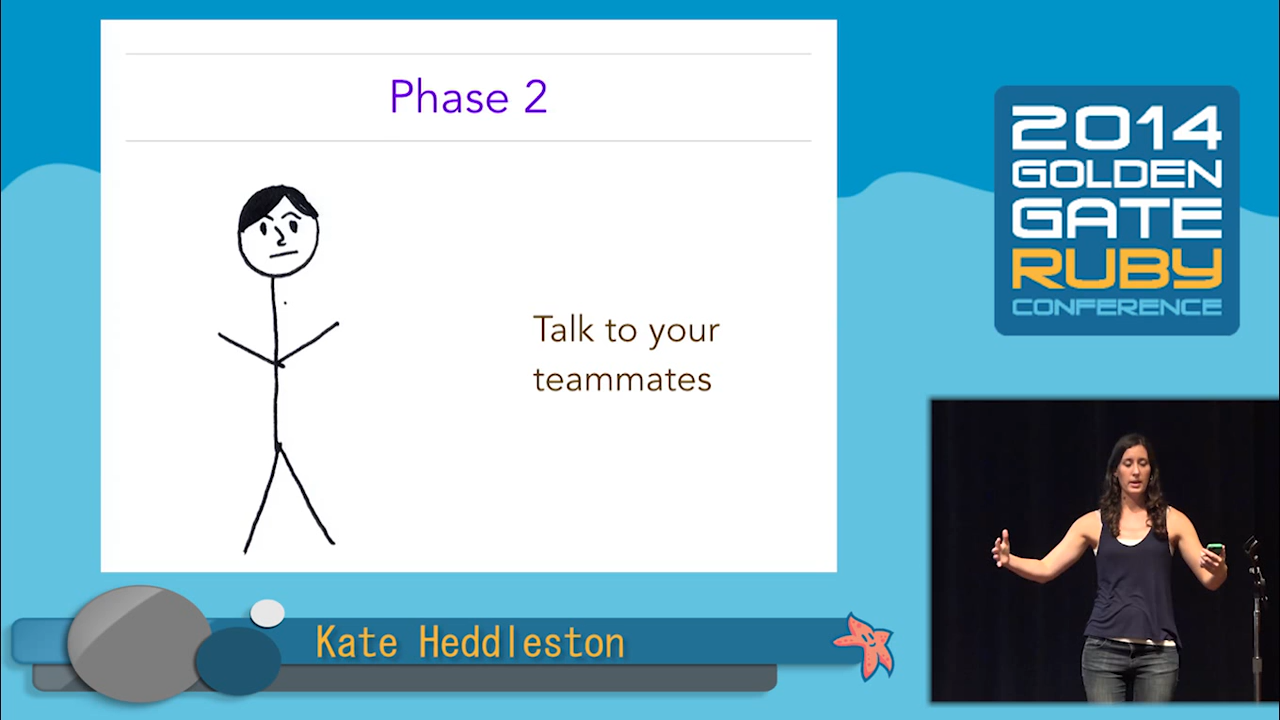 Phase 2
Talk to your
teammates
2014
GOLDEN
GATE
RUBY
CONFERENCE
Kate Heddleston